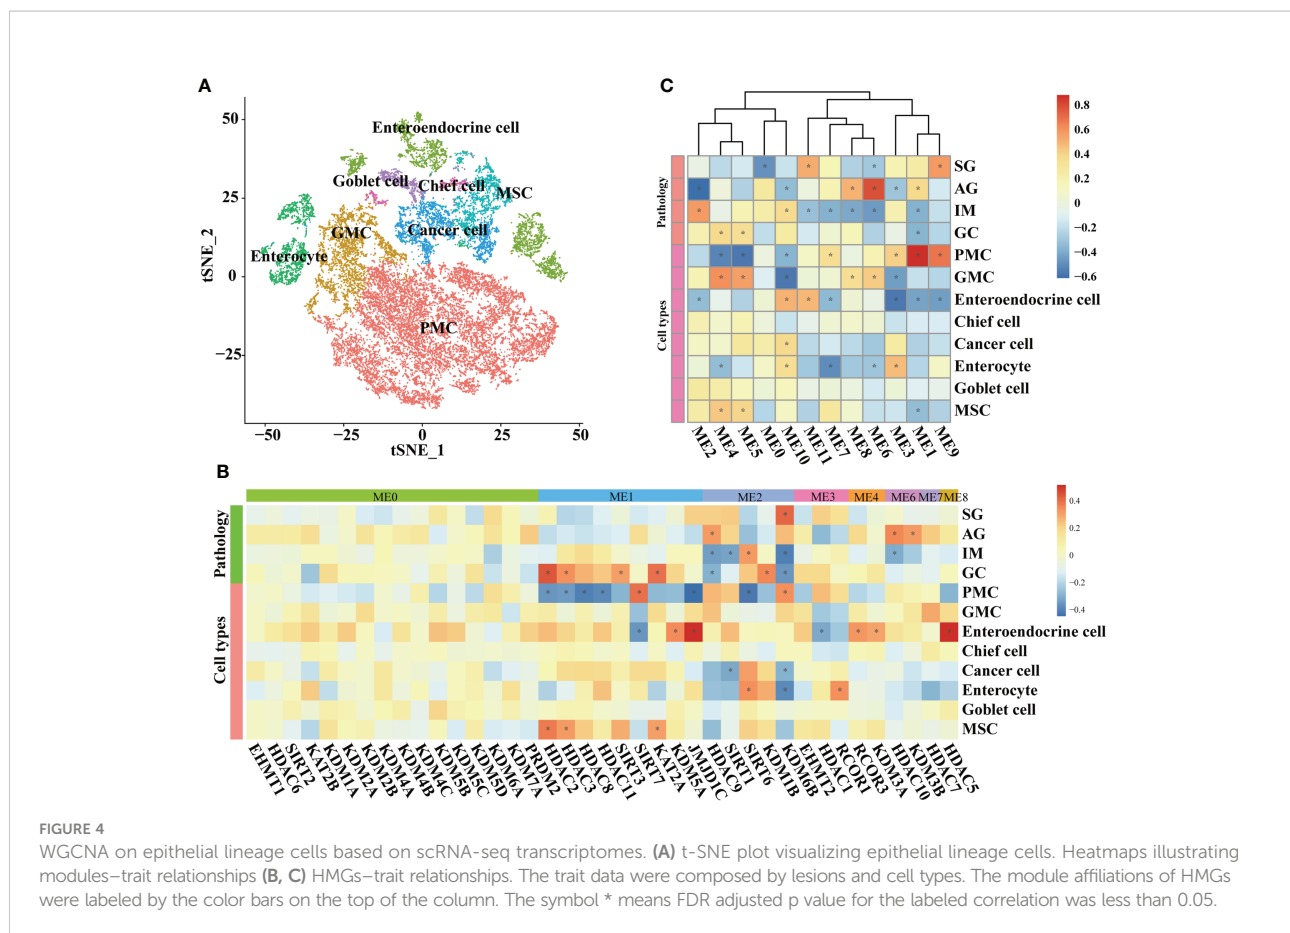 A
50
25
0
−25
−50
−25
0
25
50
tSNE_2
tSNE_1
Enteroendocrine cell
Goblet cell
Chief cell
MSC
GMC
Cancer cell
Enterocyte
PMC
C
Pathology
Cell types
SG
AG
IM
GC
PMC
GMC
Enteroendocrine cell
Chief cell
Cancer cell
Enterocyte
Goblet cell
MSC
ME2
ME4
ME5
ME0
ME10
ME11
ME7
ME8
ME6
ME3
ME1
ME9
0.8
0.6
0.4
0.2
0
−0.2
−0.4
−0.6
B
ME0
ME1
ME2
ME3
ME4
ME6
ME7
ME8
Pathology
Cell types
SG
AG
IM
GC
PMC
GMC
Enteroendocrine cell
Chief cell
Cancer cell
Enterocyte
Goblet cell
MSC
EHMT1
HDAC6
SIRT2
KAT2B
KDM1A
KDM2A
KDM2B
KDM4A
KDM4B
KDM4C
KDM5B
KDM5C
KDM5D
KDM6A
KDM7A
PRDM2
HDAC2
HDAC3
HDAC8
HDAC11
SIRT3
SIRT7
KAT2A
KDM5A
JMJD1C
HDAC9
SIRT1
SIRT6
KDM1B
KDM6B
EHMT2
HDAC1
RCOR1
RCOR3
KDM3A
HDAC10
KDM3B
HDAC7
HDAC5
0.4
0.2
0
−0.2
−0.4
FIGURE 4
WGCNA on epithelial lineage cells based on scRNA-seq transcriptomes. (A) t-SNE plot visualizing epithelial lineage cells. Heatmaps illustrating
modules–trait relationships (B, C) HMGs–trait relationships. The trait data were composed by lesions and cell types. The module affiliations of HMGs
were labeled by the color bars on the top of the column. The symbol * means FDR adjusted p value for the labeled correlation was less than 0.05.